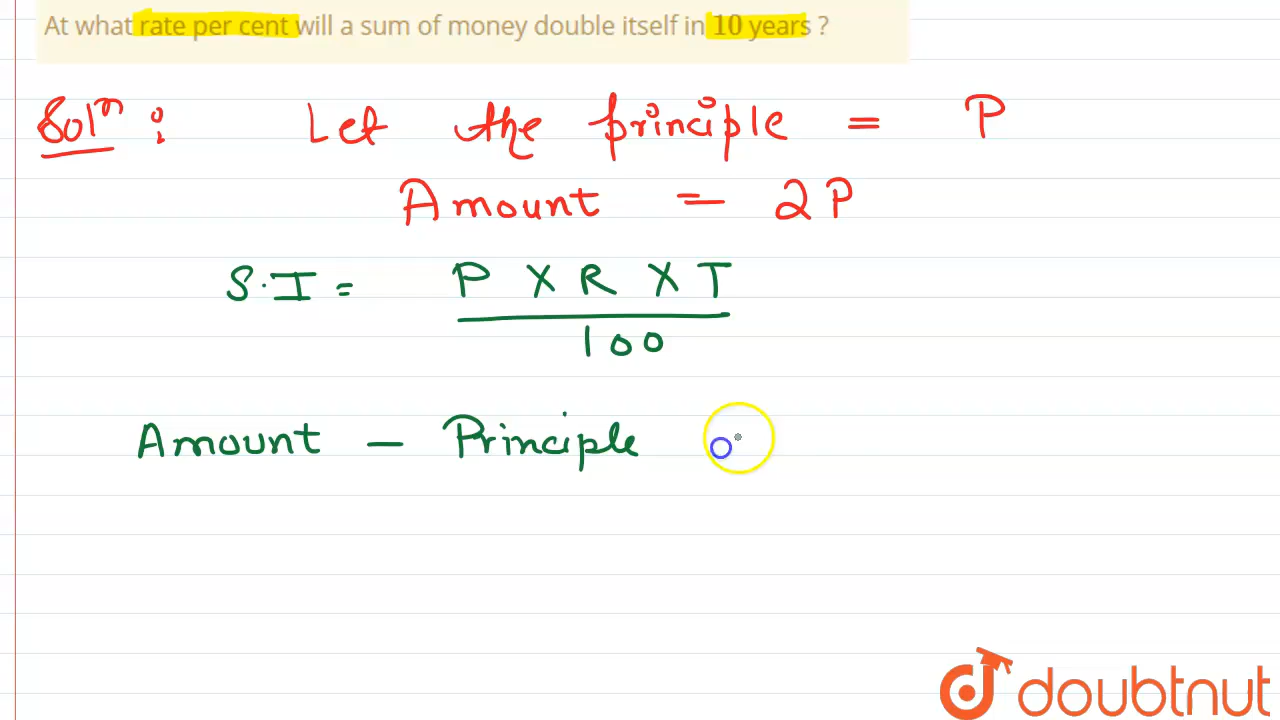 At what rate per cent will a sum of money double itself in 10 years ?
Solⁿ : Let the principle = P
Amount = 2P
S.I = P X R X T
100
Amount - Principle
doubtnut